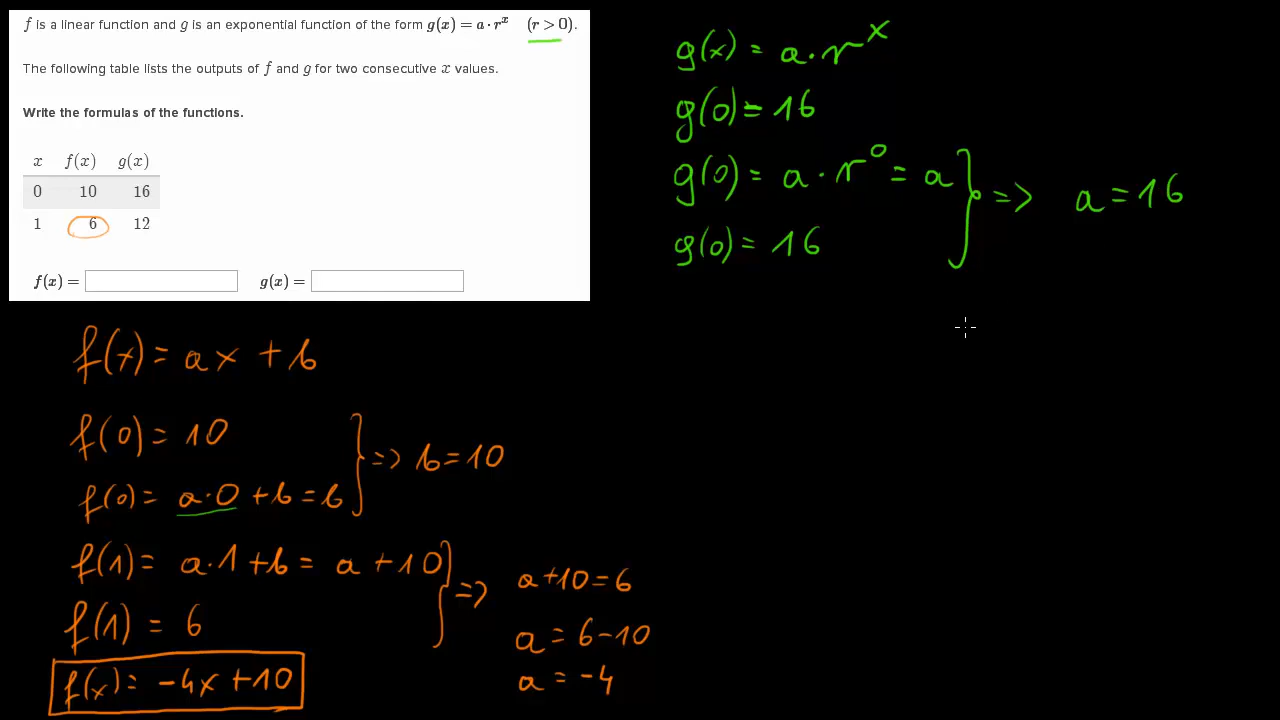 f is a linear function and g is an exponential function of the form g(x) = a · r^x (r > 0).
The following table lists the outputs of f and g for two consecutive x values.
Write the formulas of the functions.
x f(x) g(x)
0 10 16
1 6 12
f(x) =
g(x) =
g(x) = a · r^x
g(0) = 16
g(0) = a · r^0 = a
g(0) = 16
} => a = 16
f(x) = ax + b
f(0) = 10
f(0) = a·0 + b = b
} => b = 10
f(1) = a·1 + b = a + 10
f(1) = 6
} => a + 10 = 6
a = 6 - 10
a = -4
f(x) = -4x + 10